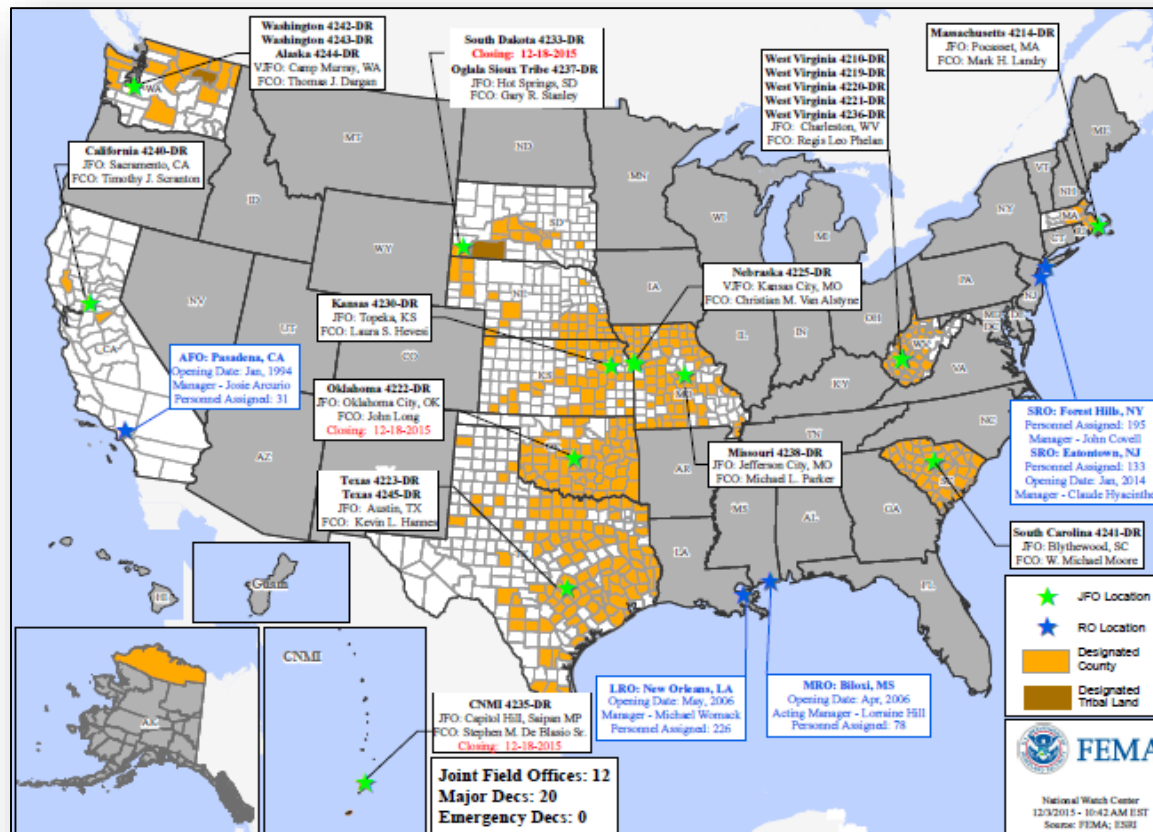 Washington 4242-DR
Washington 4243-DR
Alaska 4244-DR
VJFO: Camp Murray, WA
FCO: Thomas J. Dargan
South Dakota 4233-DR
Closing: 12-18-2015
Oglala Sioux Tribe 4237-DR
JFO: Hot Springs, SD
FCO: Gary R. Stanley
West Virginia 4210-DR
West Virginia 4219-DR
West Virginia 4220-DR
West Virginia 4221-DR
West Virginia 4236-DR
JFO: Charleston, WV
FCO: Regis Leo Phelan
Massachusetts 4214-DR
JFO: Pocasset, MA
FCO: Mark H. Landry
California 4240-DR
JFO: Sacramento, CA
FCO: Timothy J. Scranton
Kansas 4230-DR
JFO: Topeka, KS
FCO: Laura S. Hevesi
Nebraska 4225-DR
VJFO: Kansas City, MO
FCO: Christian M. Van Alstyne
AFO: Pasadena, CA
Opening Date: Jan, 1994
Manager - Josie Arcurio
Personnel Assigned: 31
Oklahoma 4222-DR
JFO: Oklahoma City, OK
FCO: John Long
Closing: 12-18-2015
Texas 4223-DR
Texas 4245-DR
JFO: Austin, TX
FCO: Kevin L. Hannes
Missouri 4238-DR
JFO: Jefferson City, MO
FCO: Michael L. Parker
SRO: Forest Hills, NY
Personnel Assigned: 195
Manager - John Covell
SRO: Eatontown, NJ
Personnel Assigned: 133
Opening Date: Jan, 2014
Manager - Claude Hyacinthe
South Carolina 4241-DR
JFO: Blythewood, SC
FCO: W. Michael Moore
LRO: New Orleans, LA
Opening Date: May, 2006
Manager - Michael Womack
Personnel Assigned: 226
MRO: Biloxi, MS
Opening Date: Apr, 2006
Acting Manager - Lorraine Hill
Personnel Assigned: 78
CNMI 4235-DR
JFO: Capitol Hill, Saipan MP
FCO: Stephen M. De Blasio Sr.
Closing: 12-18-2015
Joint Field Offices: 12
Major Decs: 20
Emergency Decs: 0
JFO Location
RO Location
Designated
County
Designated
Tribal Land
FEMA
National Watch Center
12/3/2015 - 10:42 AM EST
Source: FEMA; ESRI
WA
MT
ND
MN
ME
VT
NH
MA
RI
CT
NY
ID
SD
WI
MI
WY
PA
NJ
NV
UT
NE
IA
IL
IN
OH
MD
DE
DC
CA
CO
KS
MO
KY
WV
VA
AZ
AR
TN
NC
SC
MS
AL
GA
LA
FL
HI
Guam
AK
CNMI